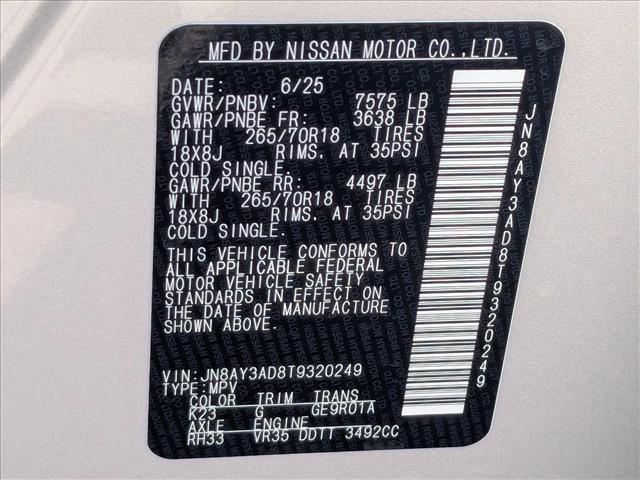 MFD BY NISSAN MOTOR CO.,LTD.
DATE: 6/25
GVWR/PNBV: 7575 LB
GAWR/PNBE FR: 3638 LB
WITH 265/70R18 TIRES
18X8J RIMS, AT 35PSI
COLD SINGLE.
GAWR/PNBE RR: 4497 LB
WITH 265/70R18 TIRES
18X8J RIMS, AT 35PSI
COLD SINGLE.
THIS VEHICLE CONFORMS TO
ALL APPLICABLE FEDERAL
MOTOR VEHICLE SAFETY
STANDARDS IN EFFECT ON
THE DATE OF MANUFACTURE
SHOWN ABOVE.
VIN:JN8AY3AD8T9320249
TYPE:MPV
COLOR TRIM TRANS
K23 G GE9R01A
AXLE ENGINE
RH33 VR35 DDTT 3492CC
JN8AY3AD8T9320249